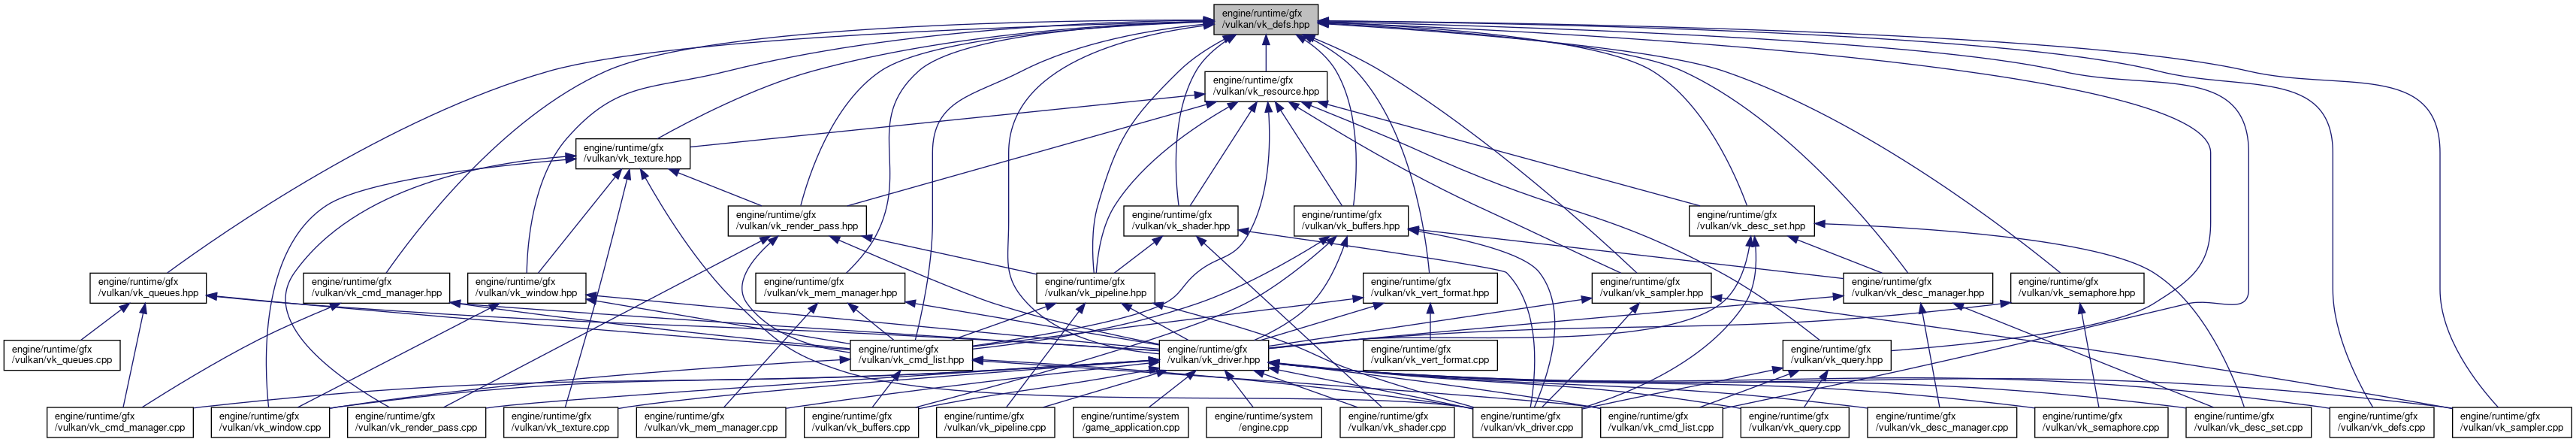 engine/runtime/gfx
/vulkan/vk_defs.hpp
engine/runtime/gfx
/vulkan/vk_resource.hpp
engine/runtime/gfx
/vulkan/vk_texture.hpp
engine/runtime/gfx
/vulkan/vk_render_pass.hpp
engine/runtime/gfx
/vulkan/vk_shader.hpp
engine/runtime/gfx
/vulkan/vk_buffers.hpp
engine/runtime/gfx
/vulkan/vk_desc_set.hpp
engine/runtime/gfx
/vulkan/vk_queues.hpp
engine/runtime/gfx
/vulkan/vk_cmd_manager.hpp
engine/runtime/gfx
/vulkan/vk_window.hpp
engine/runtime/gfx
/vulkan/vk_mem_manager.hpp
engine/runtime/gfx
/vulkan/vk_pipeline.hpp
engine/runtime/gfx
/vulkan/vk_vert_format.hpp
engine/runtime/gfx
/vulkan/vk_sampler.hpp
engine/runtime/gfx
/vulkan/vk_desc_manager.hpp
engine/runtime/gfx
/vulkan/vk_semaphore.hpp
engine/runtime/gfx
/vulkan/vk_queues.cpp
engine/runtime/gfx
/vulkan/vk_cmd_list.hpp
engine/runtime/gfx
/vulkan/vk_driver.hpp
engine/runtime/gfx
/vulkan/vk_vert_format.cpp
engine/runtime/gfx
/vulkan/vk_query.hpp
engine/runtime/gfx
/vulkan/vk_cmd_manager.cpp
engine/runtime/gfx
/vulkan/vk_window.cpp
engine/runtime/gfx
/vulkan/vk_render_pass.cpp
engine/runtime/gfx
/vulkan/vk_texture.cpp
engine/runtime/gfx
/vulkan/vk_mem_manager.cpp
engine/runtime/gfx
/vulkan/vk_buffers.cpp
engine/runtime/gfx
/vulkan/vk_pipeline.cpp
engine/runtime/system
/game_application.cpp
engine/runtime/system
/engine.cpp
engine/runtime/gfx
/vulkan/vk_shader.cpp
engine/runtime/gfx
/vulkan/vk_driver.cpp
engine/runtime/gfx
/vulkan/vk_cmd_list.cpp
engine/runtime/gfx
/vulkan/vk_query.cpp
engine/runtime/gfx
/vulkan/vk_desc_manager.cpp
engine/runtime/gfx
/vulkan/vk_semaphore.cpp
engine/runtime/gfx
/vulkan/vk_desc_set.cpp
engine/runtime/gfx
/vulkan/vk_defs.cpp
engine/runtime/gfx
/vulkan/vk_sampler.cpp